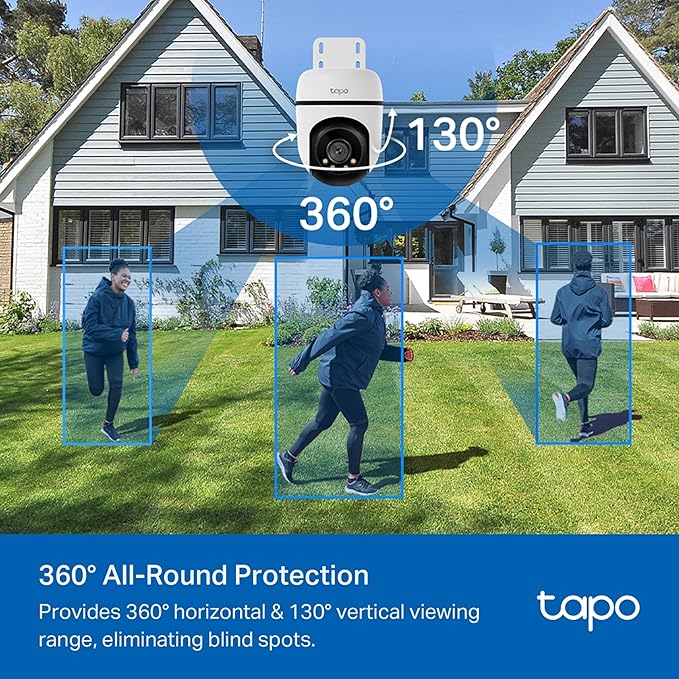 tapo
130°
360°
360° All-Round Protection
Provides 360° horizontal & 130° vertical viewing
range, eliminating blind spots.
tapo